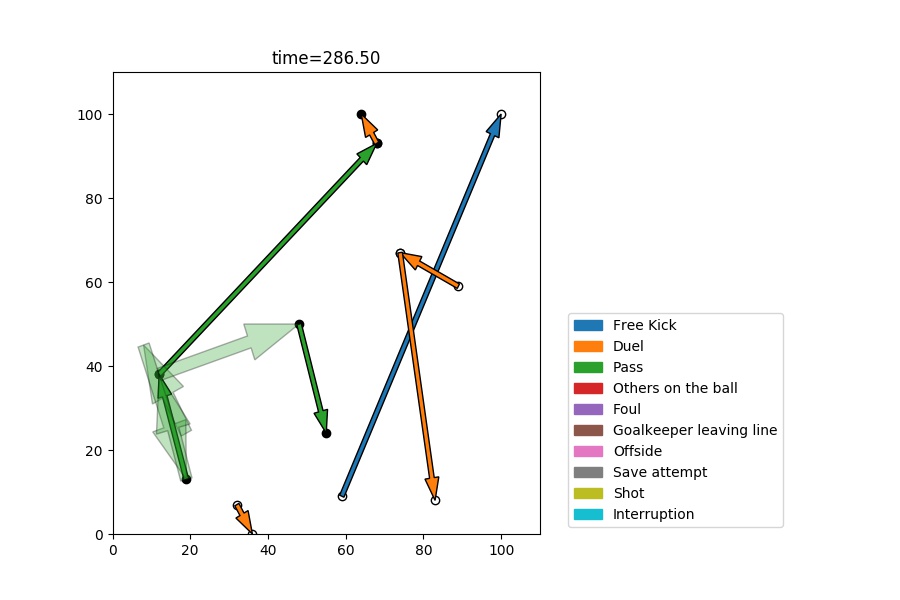 time=286.50
100
80
60
40
20
0
0 20 40 60 80 100
Free Kick
Duel
Pass
Others on the ball
Foul
Goalkeeper leaving line
Offside
Save attempt
Shot
Interruption